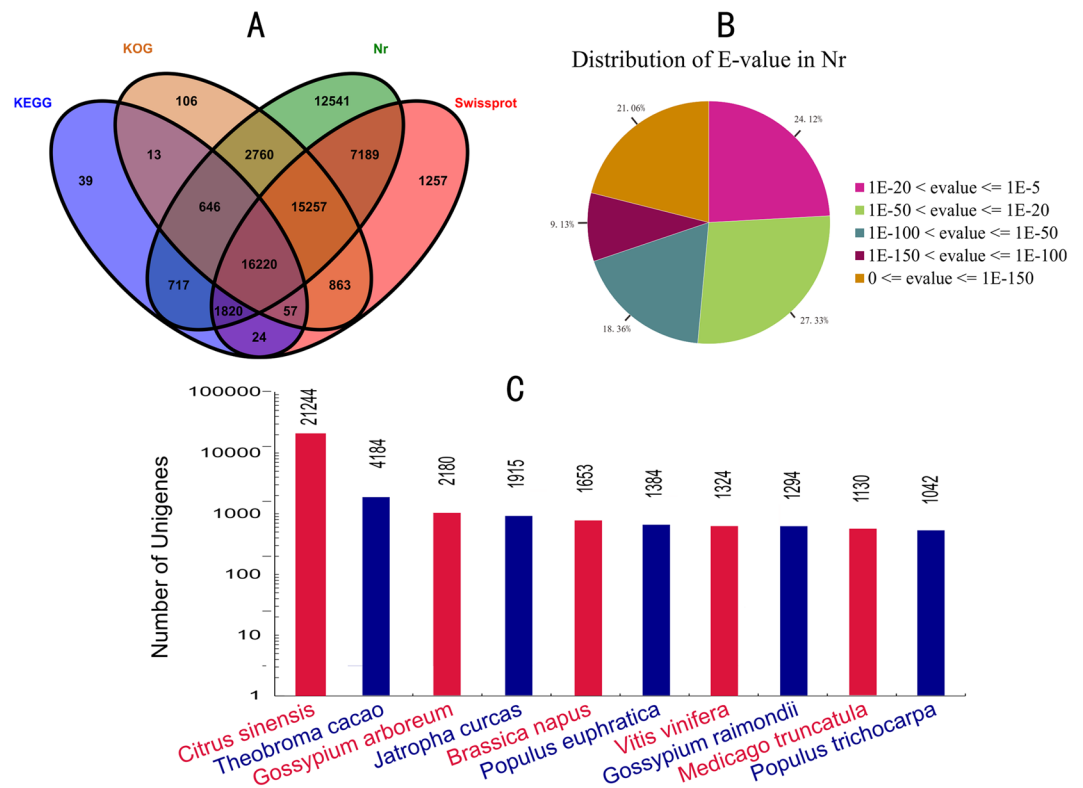 A
KOG
Nr
KEGG
Swissprot
106
12541
13
2760
7189
39
1257
646
15257
16220
717
863
1820
57
24
B
Distribution of E-value in Nr
21.06%
24.12%
9.13%
18.36%
27.33%
1E-20 < evalue <= 1E-5
1E-50 < evalue <= 1E-20
1E-100 < evalue <= 1E-50
1E-150 < evalue <= 1E-100
0 <= evalue <= 1E-150
C
Number of Unigenes
100000
10000
1000
100
10
1
21244
4184
2180
1915
1653
1384
1324
1294
1130
1042
Citrus sinensis
Theobroma cacao
Gossypium arboreum
Jatropha curcas
Brassica napus
Populus euphratica
Vitis vinifera
Gossypium raimondii
Medicago truncatula
Populus trichocarpa